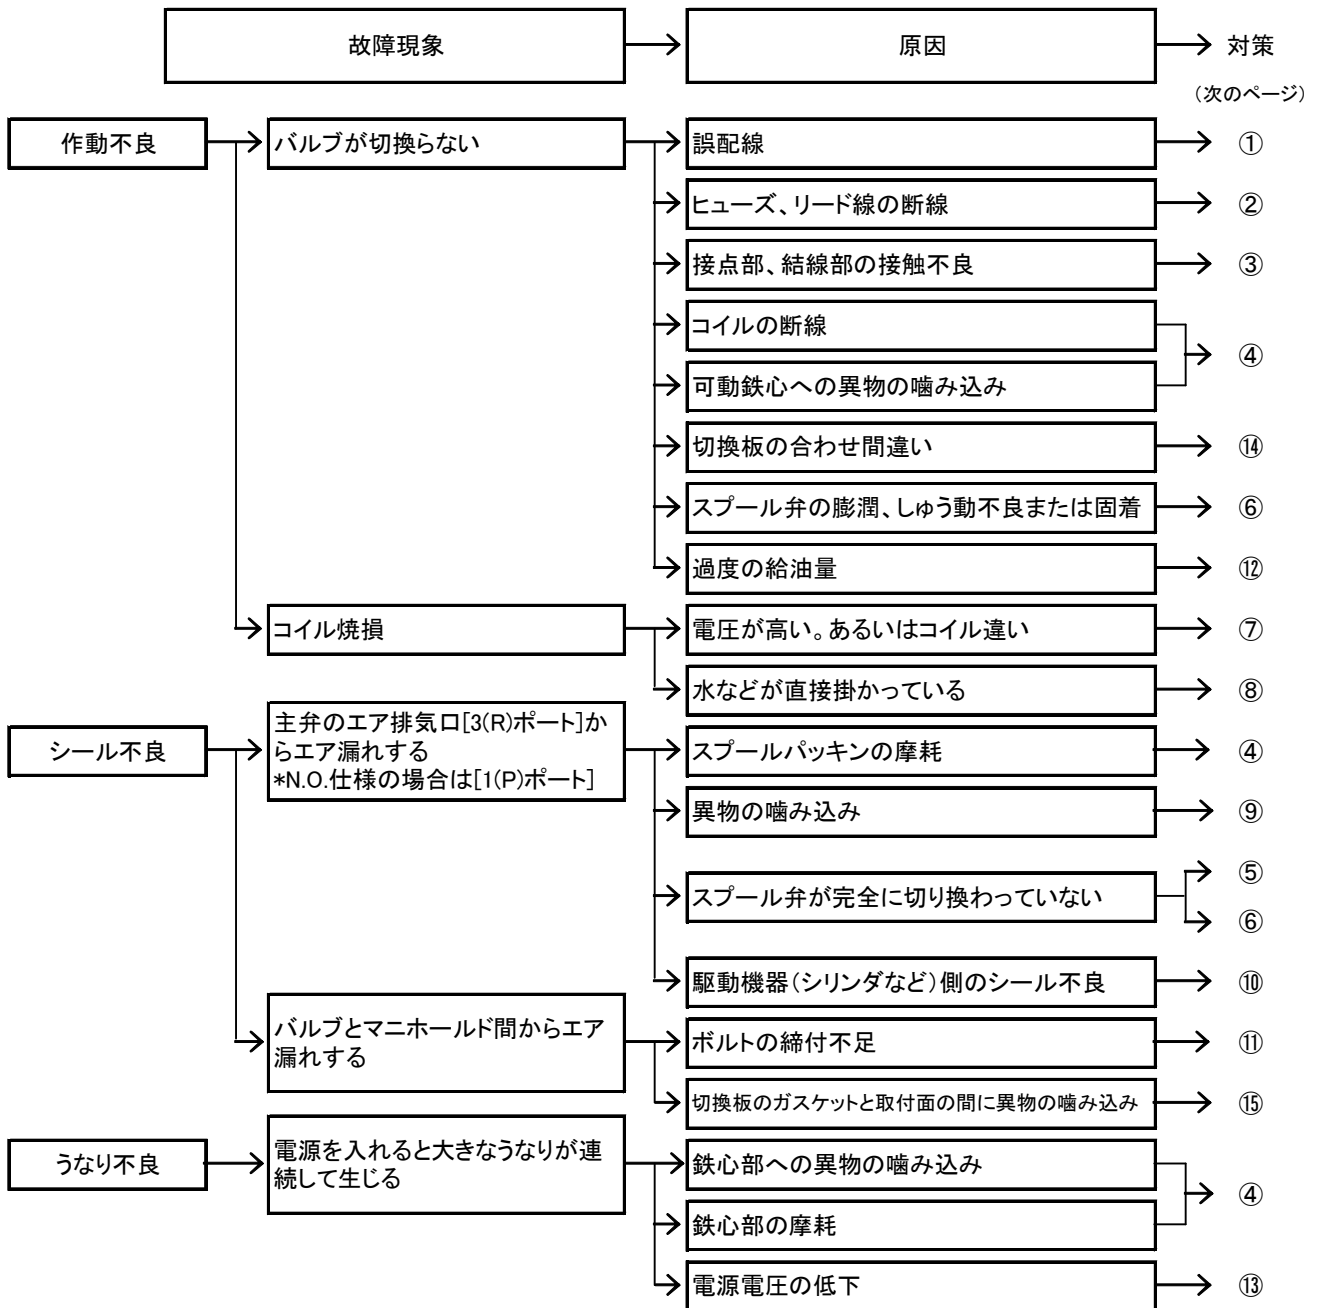 故障現象
原因
対策
(次のページ)
作動不良
バルブが切換らない
誤配線
①
ヒューズ、リード線の断線
②
接点部、結線部の接触不良
③
コイルの断線
可動鉄心への異物の噛み込み
④
切換板の合わせ間違い
⑭
スプール弁の膨潤、しゅう動不良または固着
⑥
過度の給油量
⑫
コイル焼損
電圧が高い。あるいはコイル違い
⑦
水などが直接掛かっている
⑧
シール不良
主弁のエア排気口[3(R)ポート]か
らエア漏れする
*N.O.仕様の場合は[1(P)ポート]
スプールパッキンの摩耗
④
異物の噛み込み
⑨
スプール弁が完全に切り換わっていない
⑤
⑥
駆動機器(シリンダなど)側のシール不良
⑩
バルブとマニホールド間からエア
漏れする
ボルトの締付不足
⑪
切換板のガスケットと取付面の間に異物の噛み込み
⑮
うなり不良
電源を入れると大きなうなりが連
続して生じる
鉄心部への異物の噛み込み
鉄心部の摩耗
④
電源電圧の低下
⑬